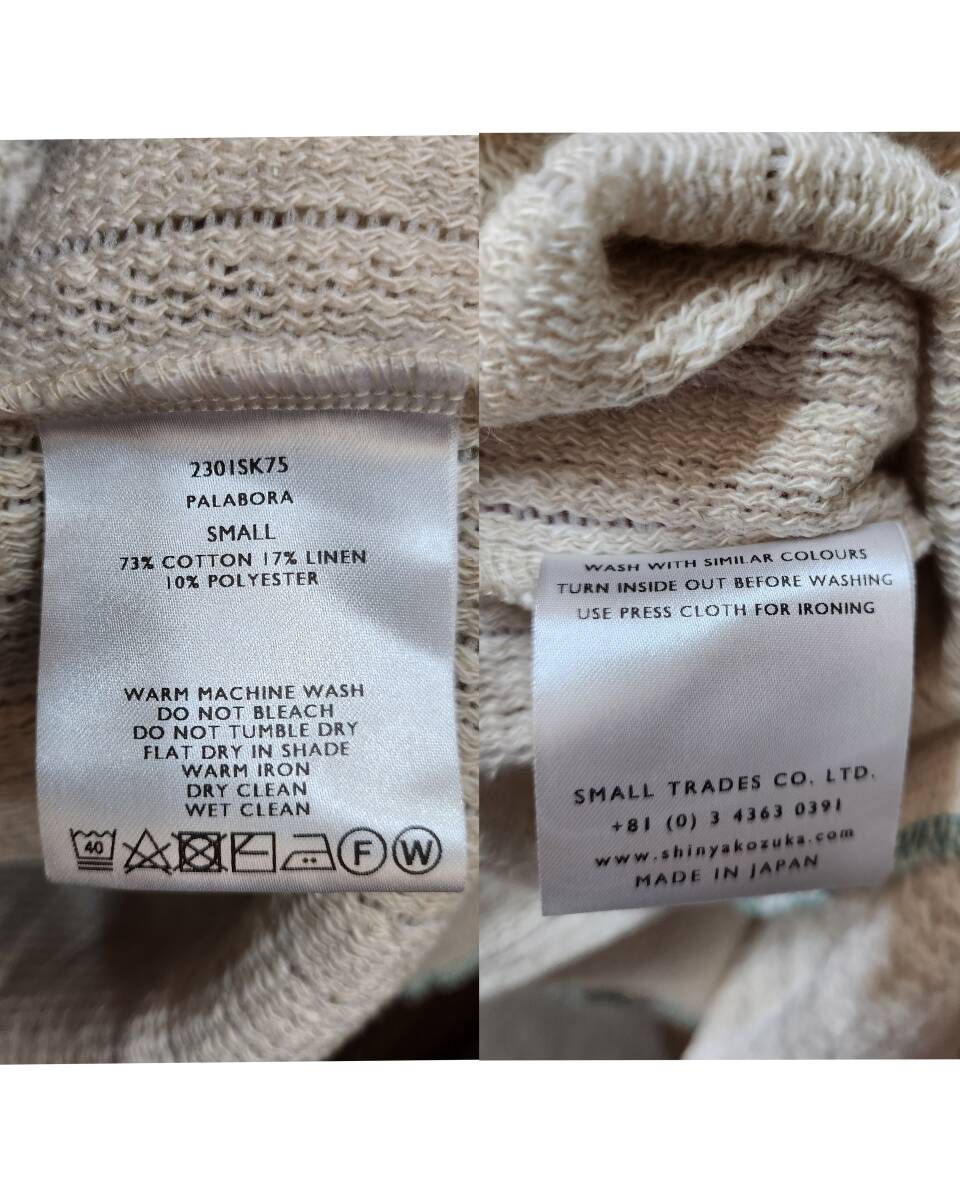 2301SK75
PALABORA
SMALL
73% COTTON 17% LINEN
10% POLYESTER
WARM MACHINE WASH
DO NOT BLEACH
DO NOT TUMBLE DRY
FLAT DRY IN SHADE
WARM IRON
DRY CLEAN
WET CLEAN
40 F W
WASH WITH SIMILAR COLOURS
TURN INSIDE OUT BEFORE WASHING
USE PRESS CLOTH FOR IRONING
SMALL TRADES CO. LTD.
+81 (0) 3 4363 0391
www.shinyakozuka.com
MADE IN JAPAN